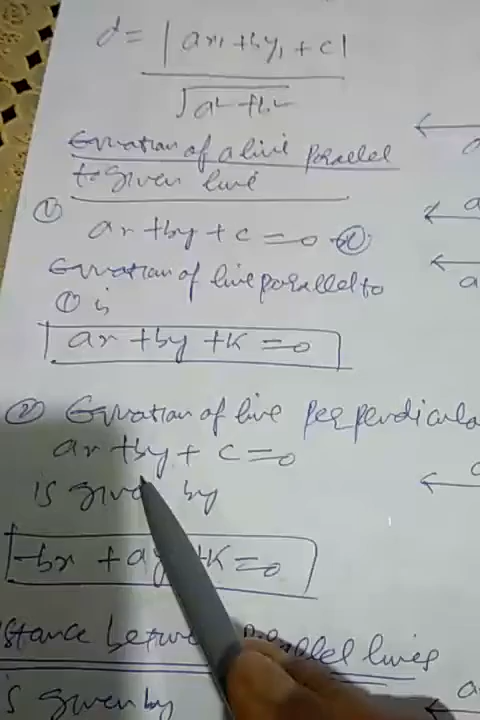 d = |ax₁ + by₁ + c|
√a² + b²
Equation of a line parallel
to given line
① ax + by + c = 0
Equation of line parallel to
① is
ax + by + K = 0
② Equation of line perpendicula
ax + by + c = 0
is given by
-bx + ay + K = 0
stance between parallel lines
is given by